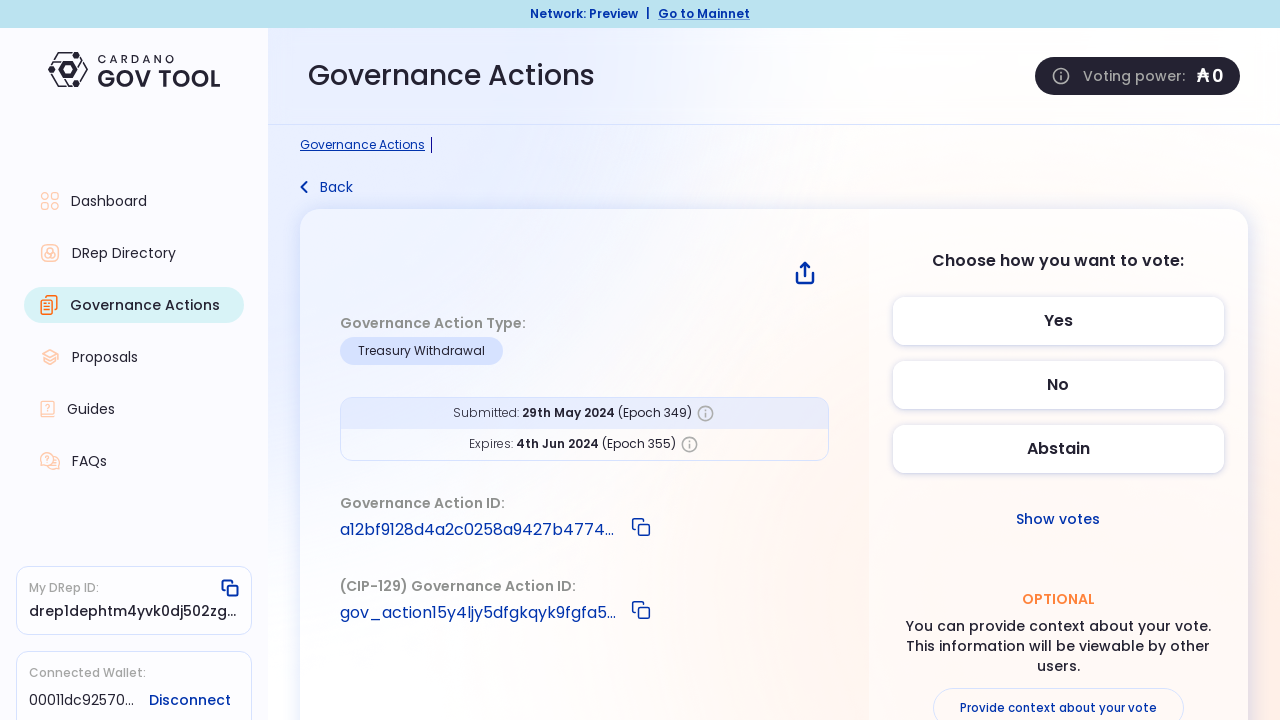 Network: Preview | Go to Mainnet
CARDANO
GOV TOOL
Governance Actions
Voting power: ₳ 0
Governance Actions
Back
Dashboard
DRep Directory
Governance Actions
Proposals
Guides
FAQs
My DRep ID:
drep1dephtm4yvk0dj502zg...
Connected Wallet:
00011dc92570... Disconnect
Governance Action Type:
Treasury Withdrawal
Submitted: 29th May 2024 (Epoch 349)
Expires: 4th Jun 2024 (Epoch 355)
Governance Action ID:
a12bf9128d4a2c0258a9427b4774...
(CIP-129) Governance Action ID:
gov_action15y4ljy5dfgkqyk9fgfa5...
Choose how you want to vote:
Yes
No
Abstain
Show votes
OPTIONAL
You can provide context about your vote.
This information will be viewable by other
users.
Provide context about your vote